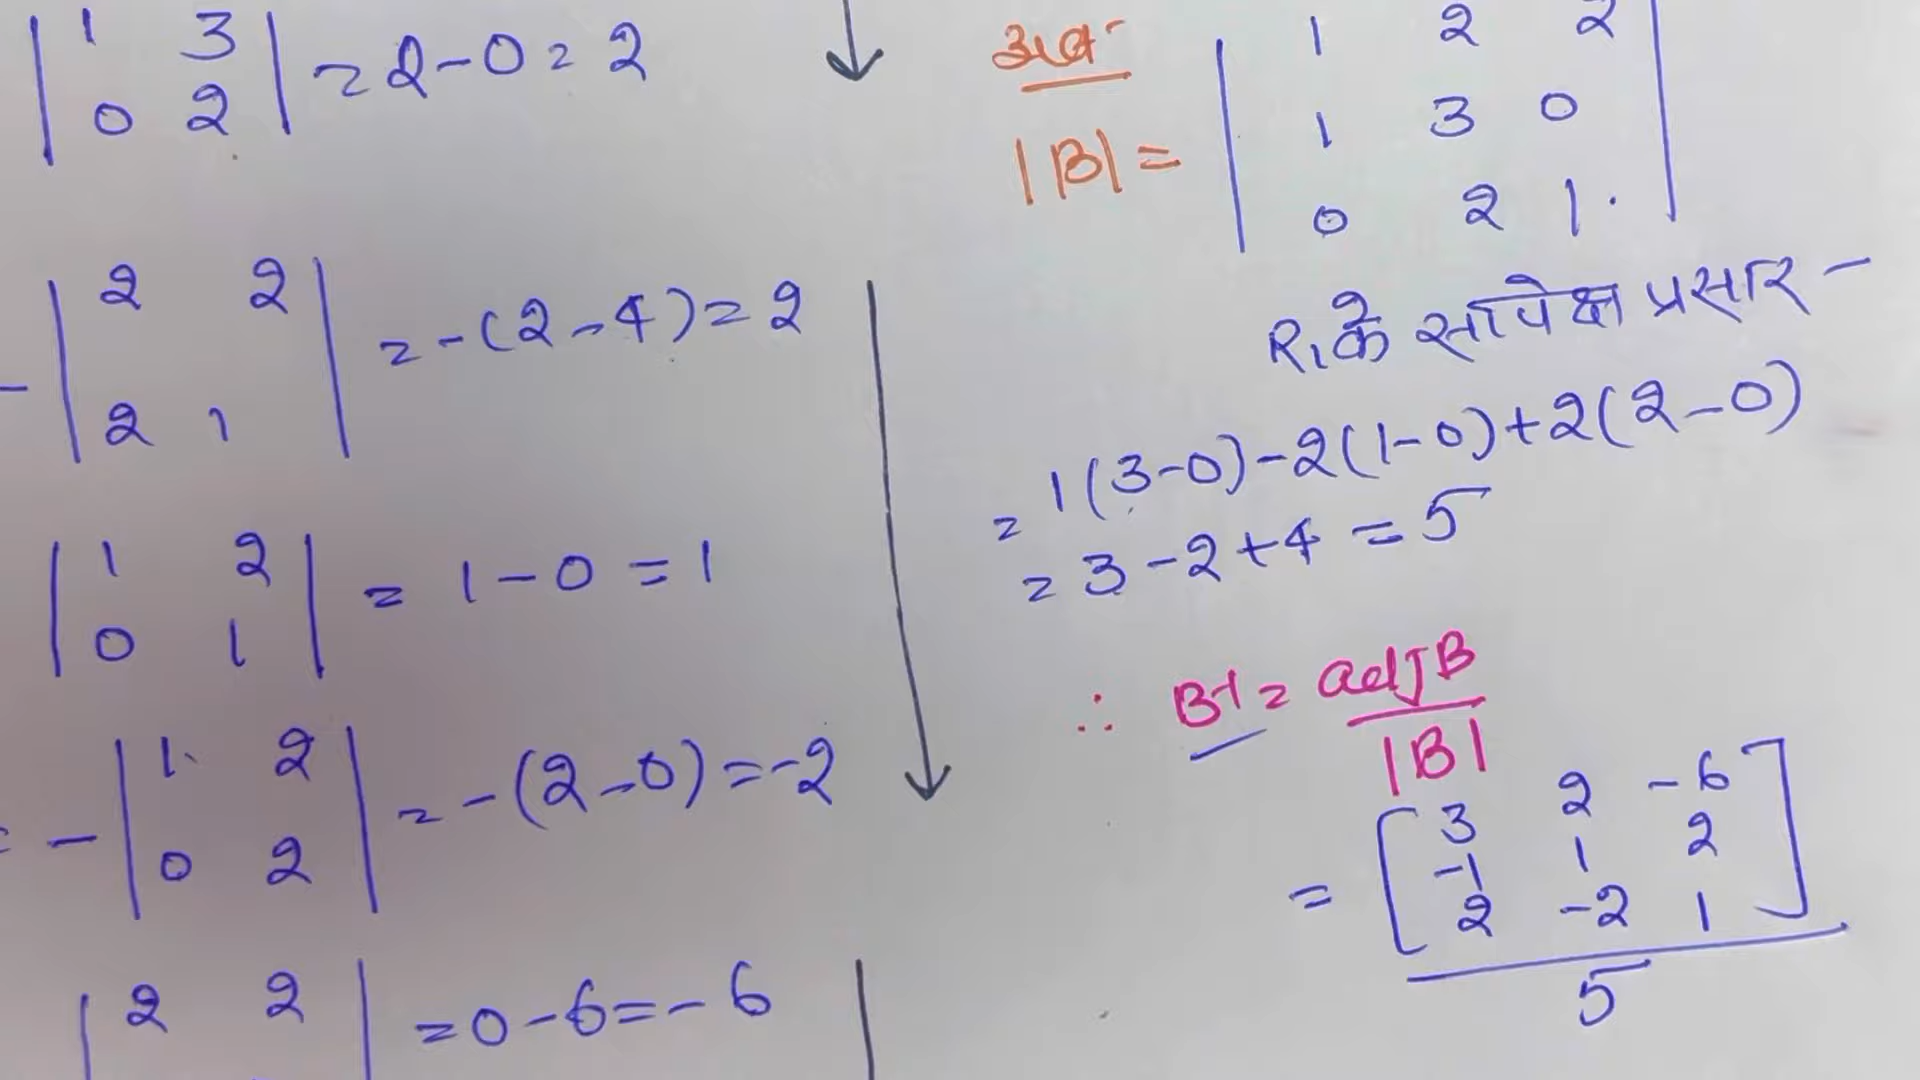 | 1 3 |
| 0 2 | = 2 - 0 = 2
- | 2 2 |
| 2 1 | = - (2 - 4) = 2
| 1 2 |
| 0 1 | = 1 - 0 = 1
= - | 1 2 |
| 0 2 | = - (2 - 0) = -2
| 2 2 | = 0 - 6 = - 6
अब
|B| = | 1 2 2 |
| 1 3 0 |
| 0 2 1 |
R₁ के सापेक्ष प्रसार -
= 1(3-0) - 2(1-0) + 2(2-0)
= 3 - 2 + 4 = 5
∴ B⁻¹ = adjB
|B|
= [ 3 2 -6 ]
[ -1 1 2 ]
[ 2 -2 1 ]
5